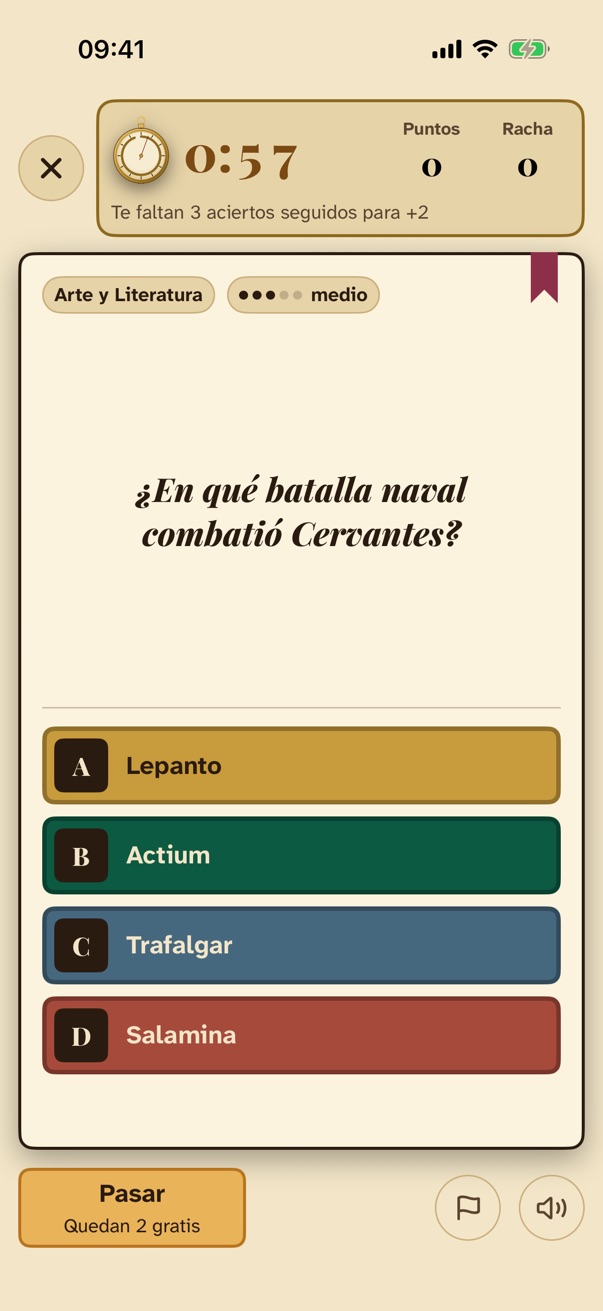 09:41
0:57
Puntos
0
Racha
0
Te faltan 3 aciertos seguidos para +2
Arte y Literatura
medio
¿En qué batalla naval
combatió Cervantes?
A Lepanto
B Actium
C Trafalgar
D Salamina
Pasar
Quedan 2 gratis